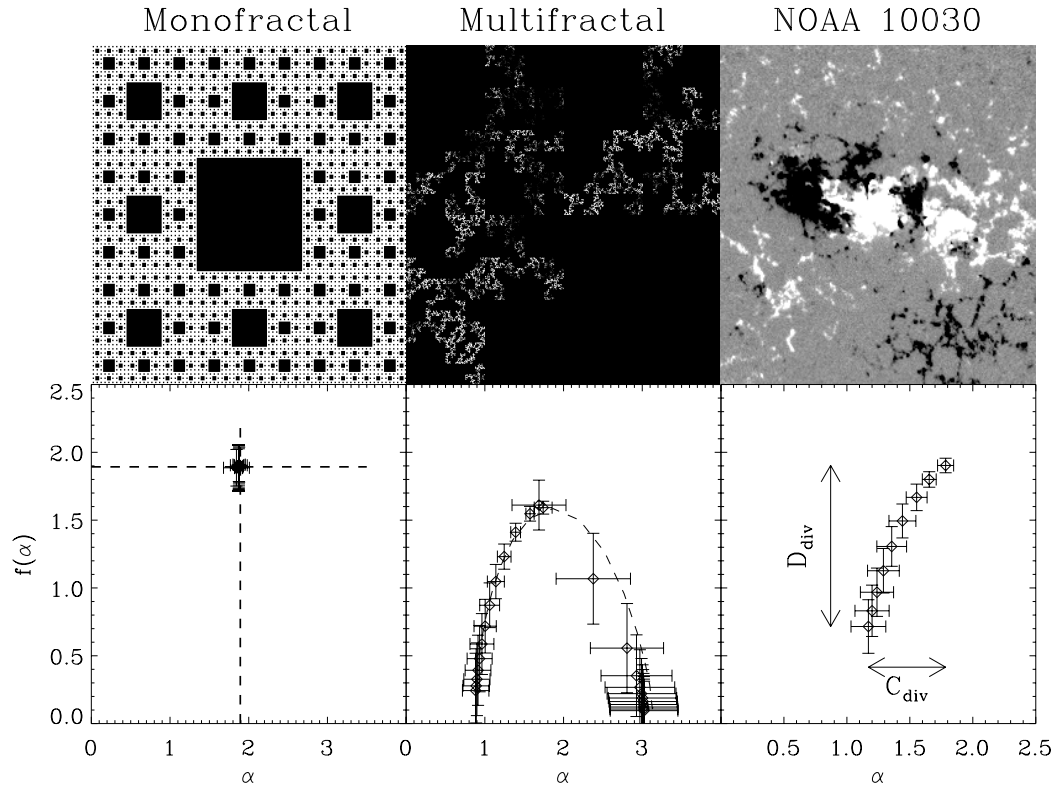 Monofractal
Multifractal
NOAA 10030
2.5
2.0
1.5
1.0
0.5
0.0
f(α)
D_div
C_div
0 1 2 3
0 1 2 3
0.5 1.0 1.5 2.0 2.5
α
α
α